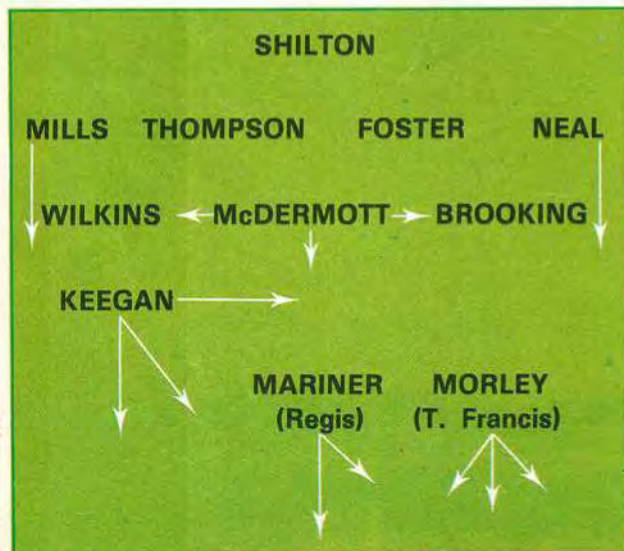 SHILTON
MILLS THOMPSON FOSTER NEAL
WILKINS McDERMOTT BROOKING
KEEGAN
MARINER MORLEY
(Regis) (T. Francis)